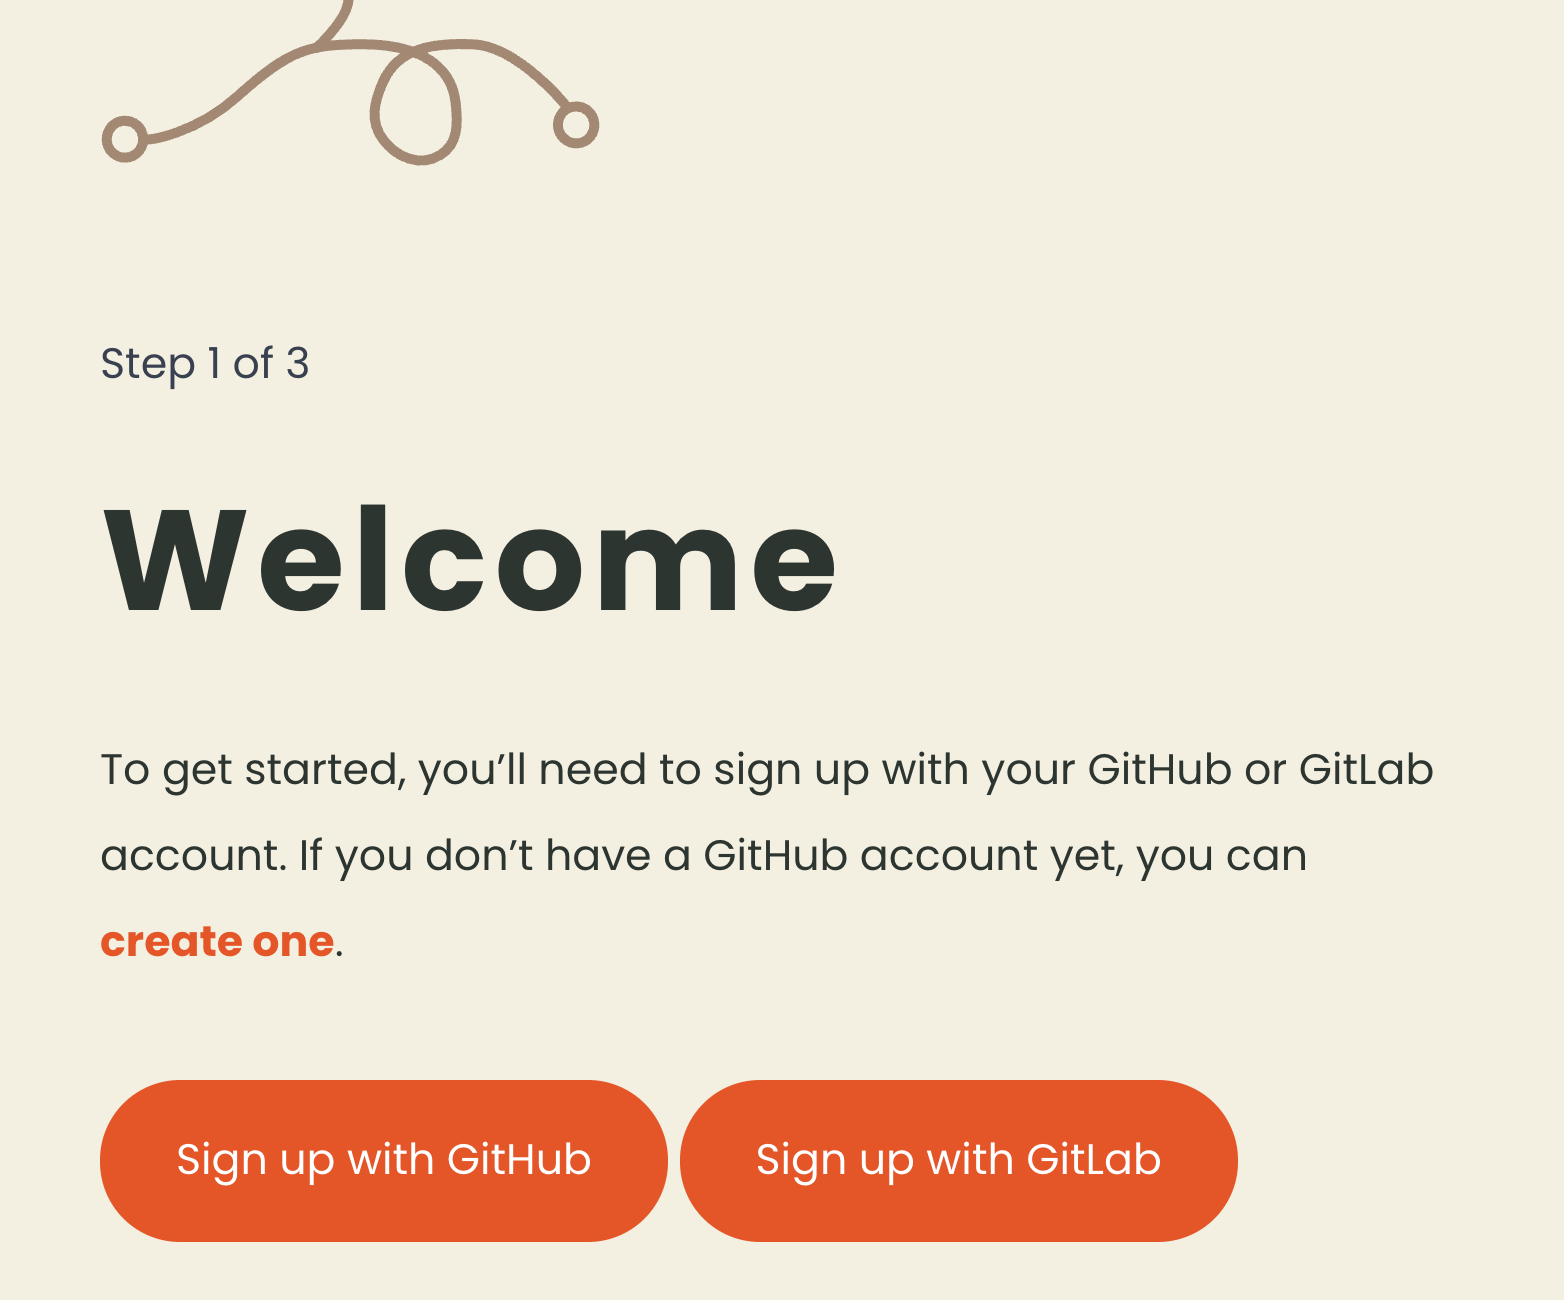 Step 1 of 3
Welcome
To get started, you’ll need to sign up with your GitHub or GitLab
account. If you don’t have a GitHub account yet, you can
create one.
Sign up with GitHub
Sign up with GitLab